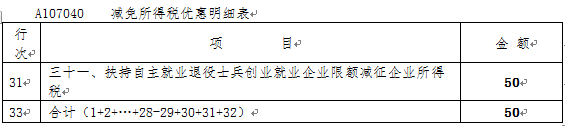 A107040 减免所得税优惠明细表
行次 项 目 金 额
31 三十一、扶持自主就业退役士兵创业就业企业限额减征企业所得税 50
33 合计（1+2+…+28-29+30+31+32） 50